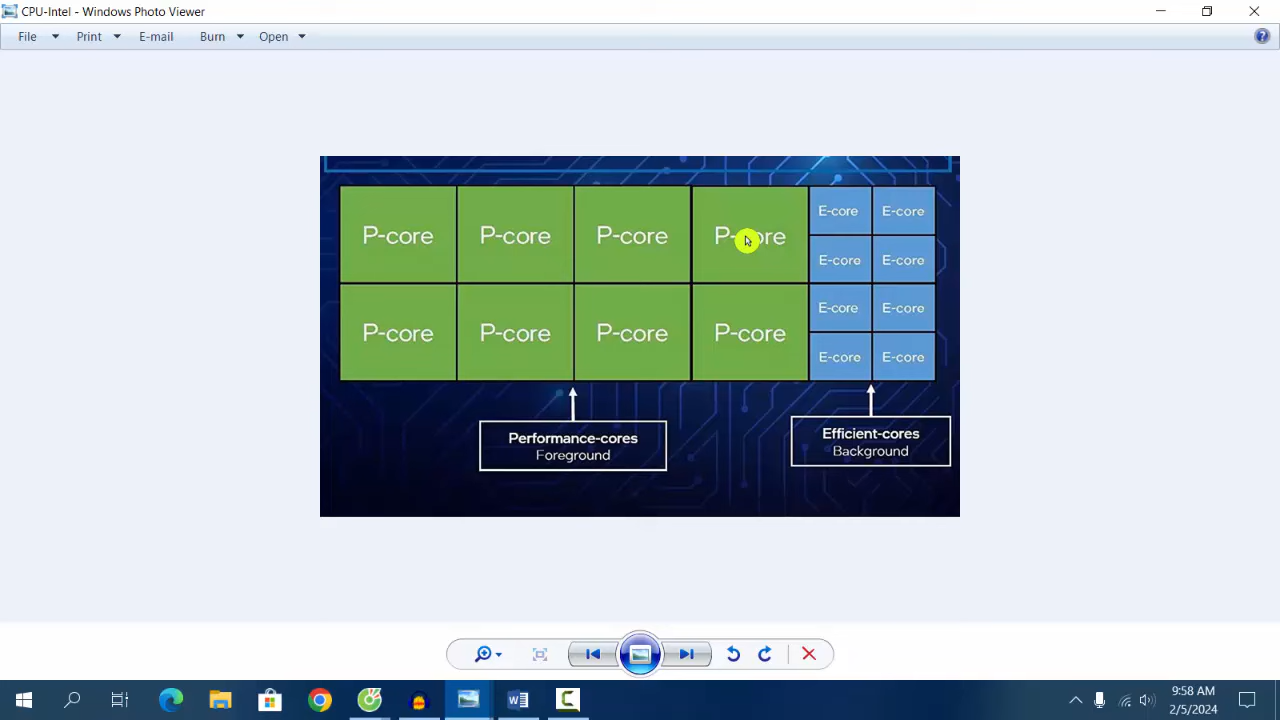 CPU-Intel - Windows Photo Viewer
File Print E-mail Burn Open
P-core P-core P-core P-core E-core E-core
E-core E-core
P-core P-core P-core P-core E-core E-core
E-core E-core
Performance-cores
Foreground
Efficient-cores
Background
9:58 AM
2/5/2024